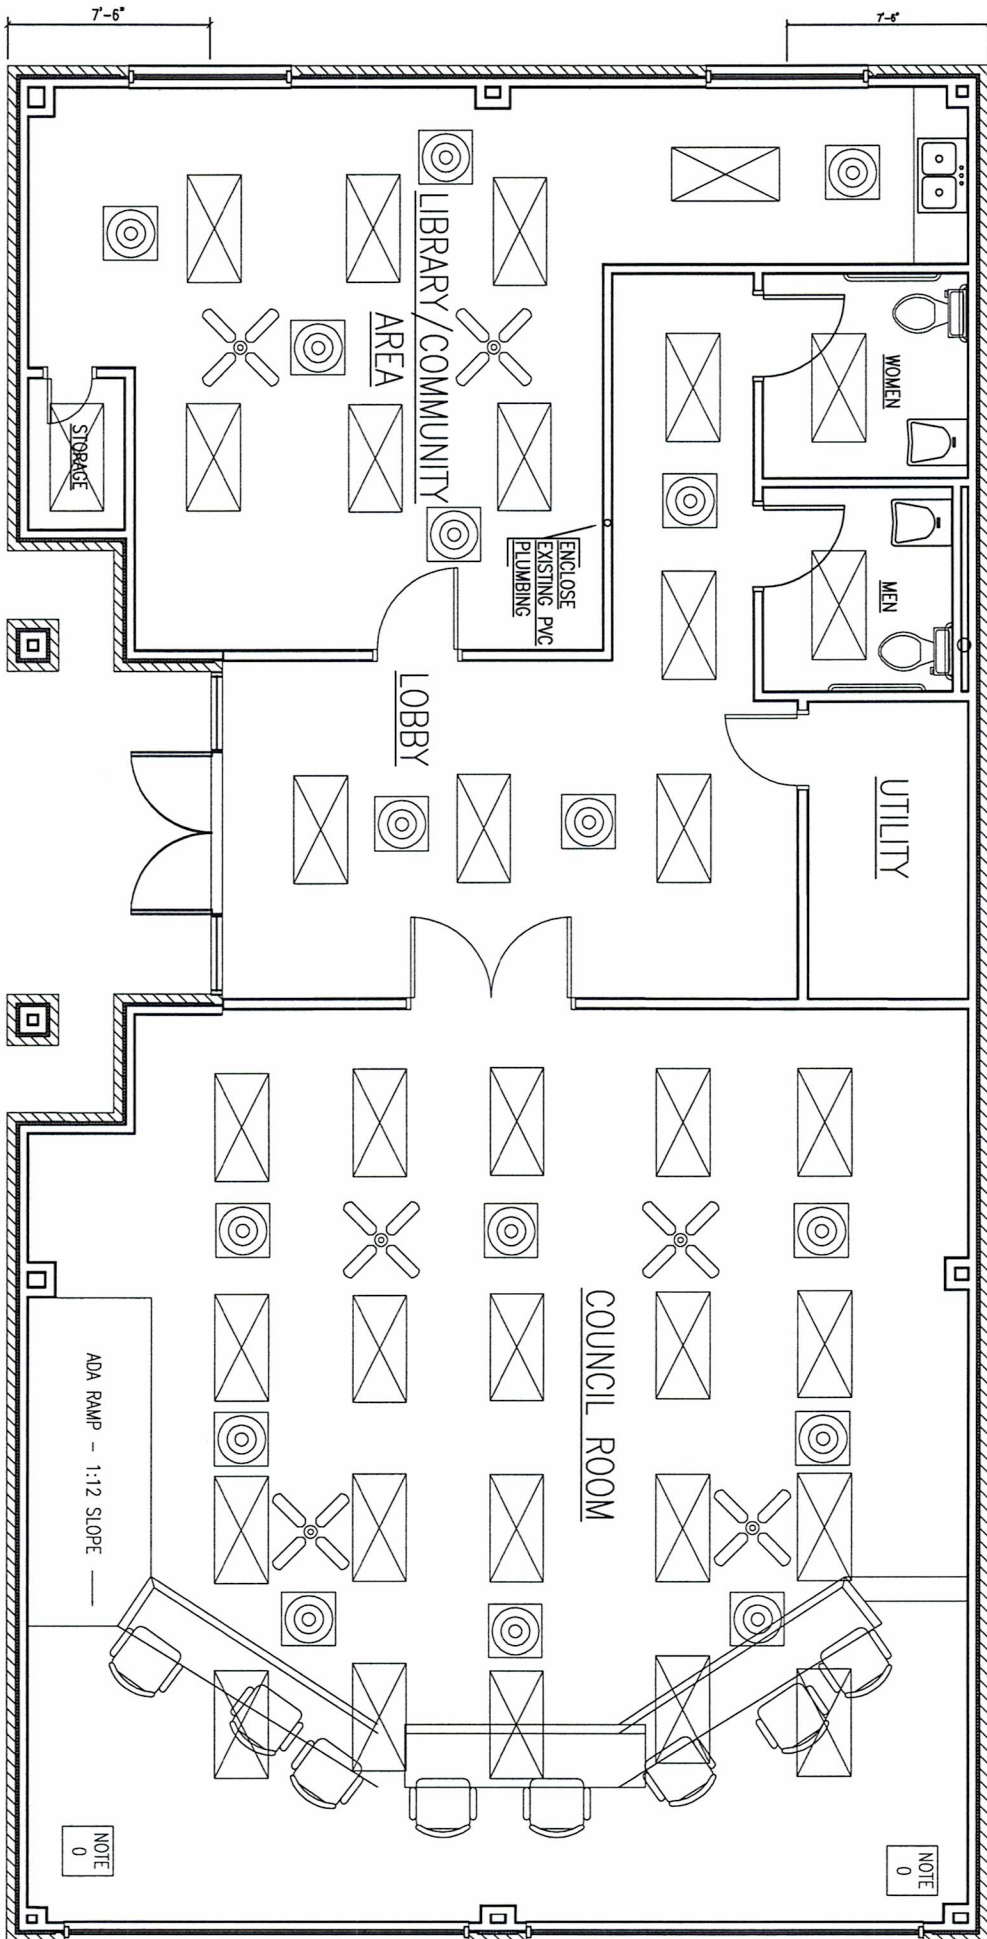 7'-6"
7'-6"
LIBRARY/COMMUNITY
AREA
WOMEN
STORAGE
ENCLOSE
EXISTING PVC
PLUMBING
MEN
LOBBY
UTILITY
COUNCIL ROOM
ADA RAMP - 1:12 SLOPE
NOTE
0
NOTE
0